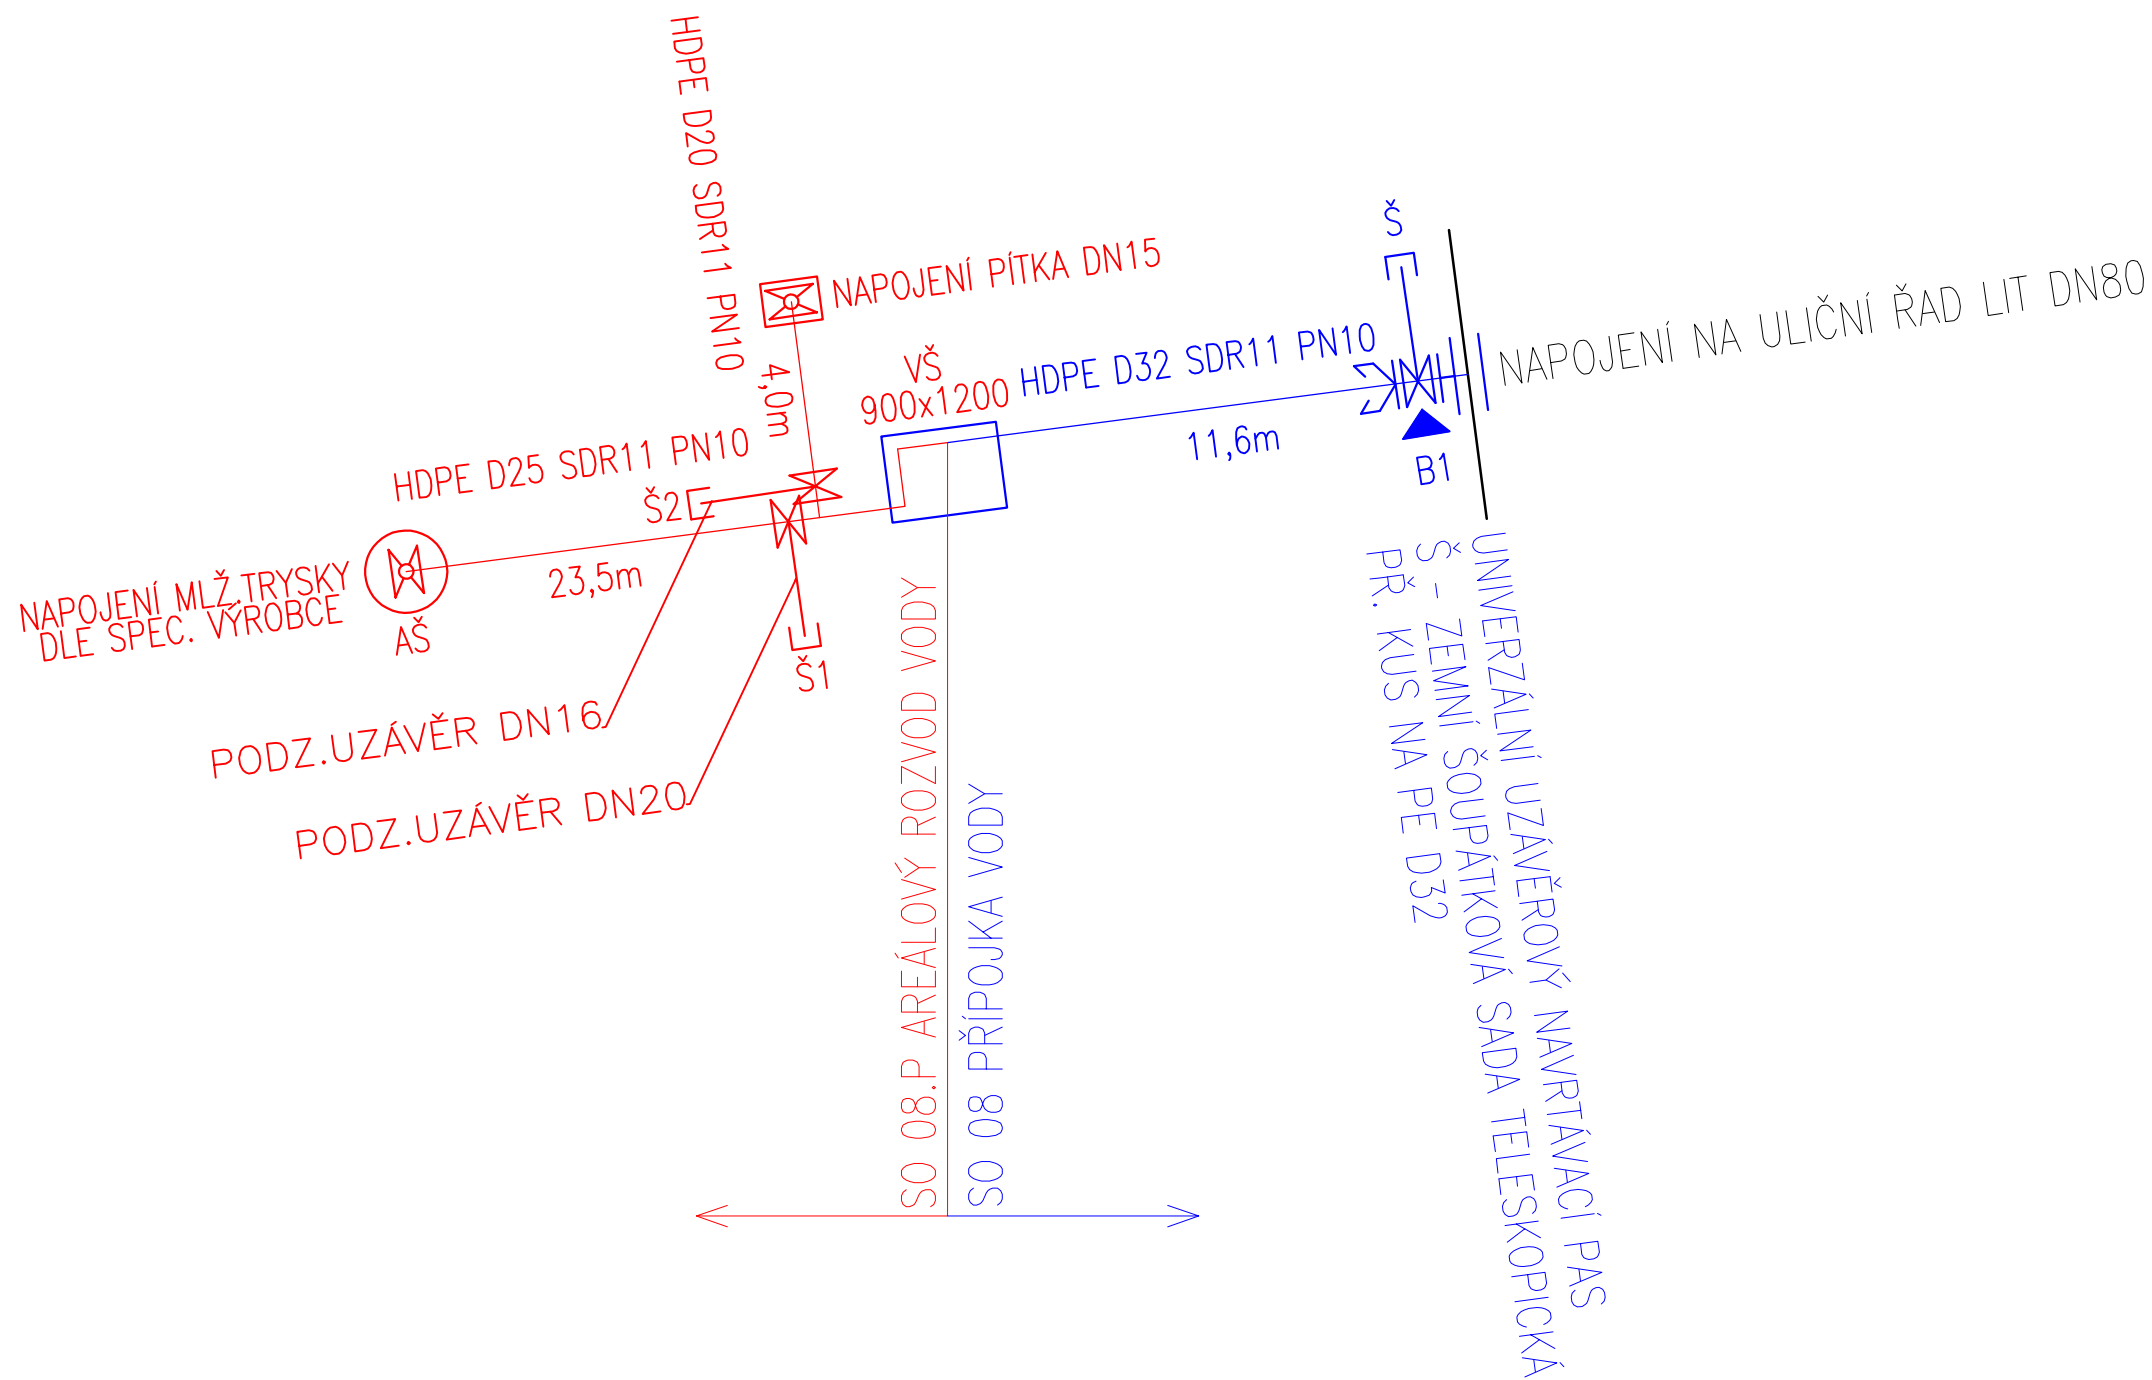 HDPE D20 SDR11 PN10
4,0m
NAPOJENÍ PÍTKA DN15
VŠ
900x1200
HDPE D32 SDR11 PN10
11,6m
Š
B1
NAPOJENÍ NA ULIČNÍ ŘAD LIT DN80
HDPE D25 SDR11 PN10
Š2
23,5m
NAPOJENÍ MLŽ.TRYSKY
DLE SPEC. VÝROBCE
AŠ
Š1
PODZ.UZÁVĚR DN16
PODZ.UZÁVĚR DN20
SO 08.P AREÁLOVÝ ROZVOD VODY
SO 08 PŘÍPOJKA VODY
UNIVERZÁLNÍ UZÁVĚROVÝ NAVRTÁVACÍ PAS
Š - ZEMNÍ ŠOUPÁTKOVÁ SADA TELESKOPICKÁ
PŘ. KUS NA PE D32